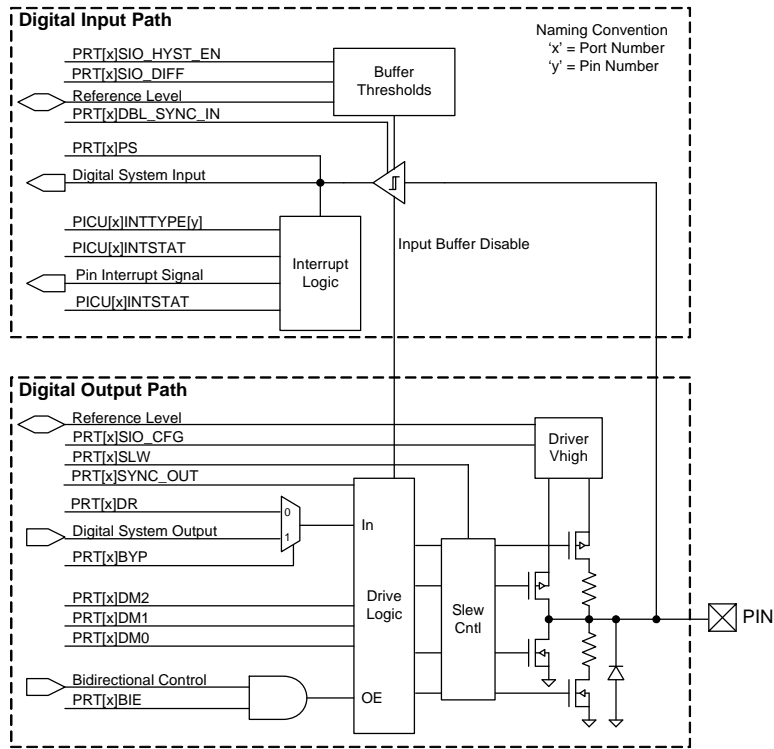 Digital Input Path
Naming Convention
'x' = Port Number
'y' = Pin Number
PRT[x]SIO_HYST_EN
PRT[x]SIO_DIFF
Reference Level
PRT[x]DBL_SYNC_IN
Buffer
Thresholds
PRT[x]PS
Digital System Input
PICU[x]INTTYPE[y]
PICU[x]INTSTAT
Pin Interrupt Signal
PICU[x]INTSTAT
Interrupt
Logic
Input Buffer Disable
Digital Output Path
Reference Level
PRT[x]SIO_CFG
PRT[x]SLW
PRT[x]SYNC_OUT
Driver
Vhigh
PRT[x]DR
Digital System Output
PRT[x]BYP
0
1
In
PRT[x]DM2
PRT[x]DM1
PRT[x]DM0
Drive
Logic
Slew
Cntl
PIN
Bidirectional Control
PRT[x]BIE
OE